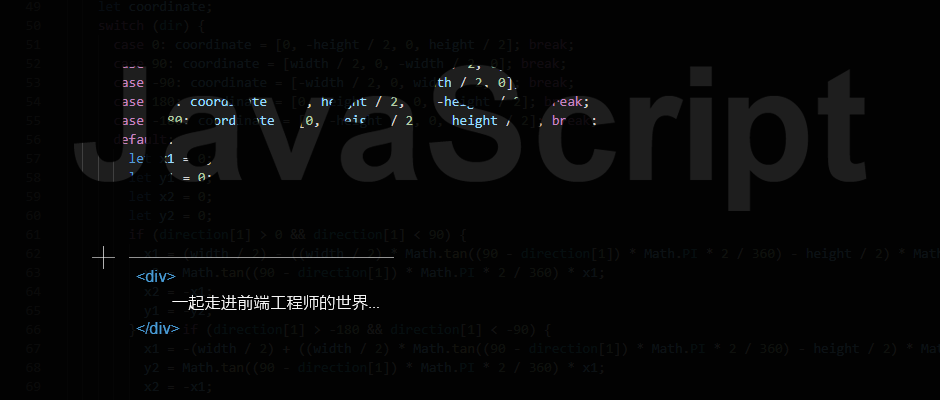 49 let coordinate;
50 switch (dir) {
51 case 0: coordinate = [0, -height / 2, 0, height / 2]; break;
52 case 90: coordinate = [width / 2, 0, -width / 2, 0];
53 case -90: coordinate = [-width / 2, 0, width / 2, 0]; break;
54 case 180: coordinate = [0, height / 2, 0, -height / 2]; break;
55 case -180: coordinate = [0, -height / 2, 0, height / 2], break:
JavaScript
56 default:
57 let x1 = 0;
58 let y1 = 0;
59 let x2 = 0;
60 let y2 = 0;
61 if (direction[1] > 0 && direction[1] < 90) {
62 x1 = (width / 2) - ((width / 2) * Math.tan((90 - direction[1]) * Math.PI * 2 / 360) - height / 2) * Mat
<div>
63 Math.tan((90 - direction[1]) * Math.PI * 2 / 360) * x1;
64 x2 = -x1;
一起走进前端工程师的世界...
65 y1 = -y2;
</div>
66 if (direction[1] > -180 && direction[1] < -90) {
67 x1 = -(width / 2) + ((width / 2) * Math.tan((90 - direction[1]) * Math.PI * 2 / 360) - height / 2) * Ma
68 y2 = Math.tan((90 - direction[1]) * Math.PI * 2 / 360) * x1;
69 x2 = -x1;